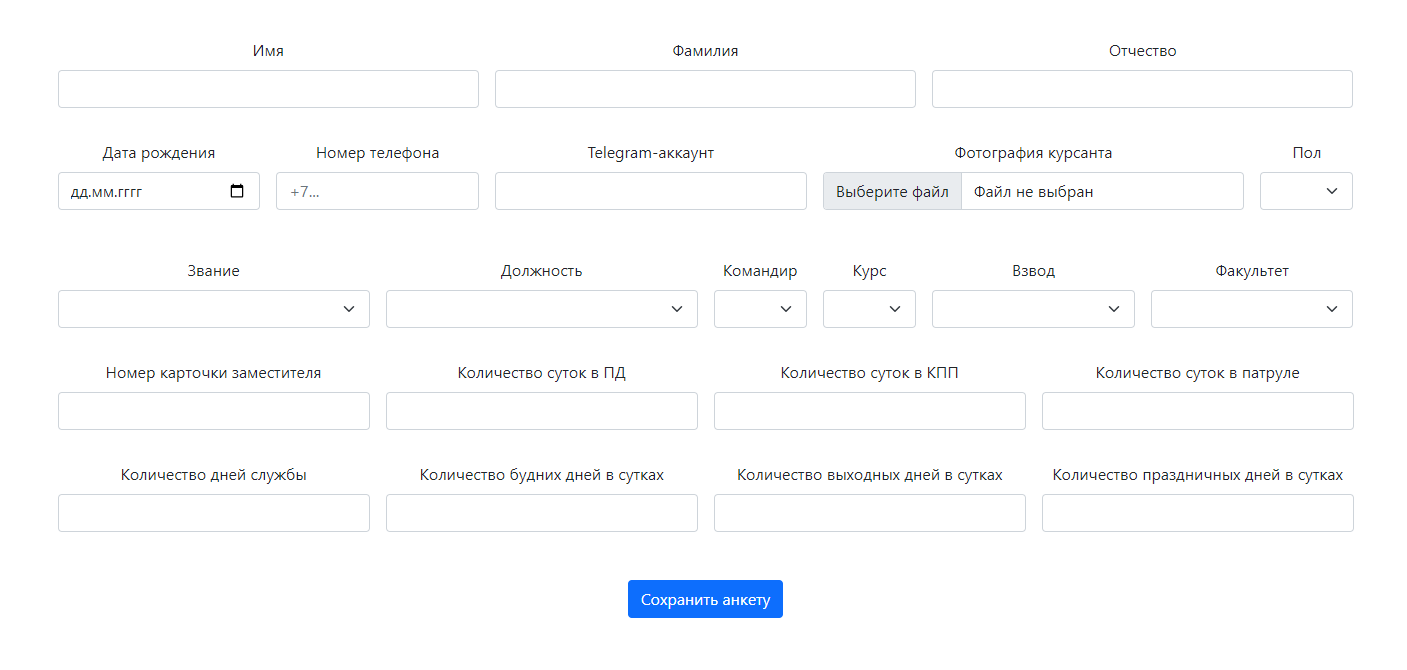 Имя Фамилия Отчество
Дата рождения Номер телефона Telegram-аккаунт Фотография курсанта Пол
дд.мм.гггг +7... Выберите файл Файл не выбран
Звание Должность Командир Курс Взвод Факультет
Номер карточки заместителя Количество суток в ПД Количество суток в КПП Количество суток в патруле
Количество дней службы Количество будних дней в сутках Количество выходных дней в сутках Количество праздничных дней в сутках
Сохранить анкету